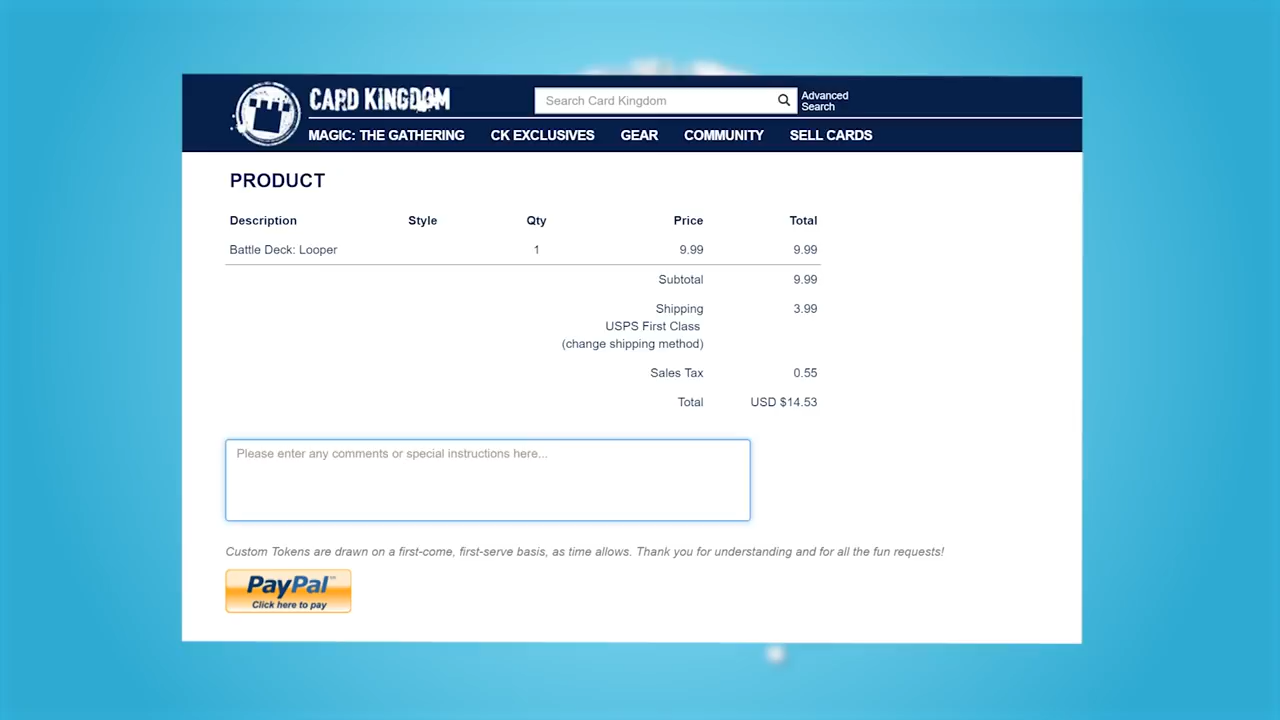 CARD KINGDOM
Search Card Kingdom
Advanced
Search
MAGIC: THE GATHERING CK EXCLUSIVES GEAR COMMUNITY SELL CARDS
PRODUCT
Description Style Qty Price Total
Battle Deck: Looper 1 9.99 9.99
Subtotal 9.99
Shipping 3.99
USPS First Class
(change shipping method)
Sales Tax 0.55
Total USD $14.53
Please enter any comments or special instructions here...
Custom Tokens are drawn on a first-come, first-serve basis, as time allows. Thank you for understanding and for all the fun requests!
PayPal
Click here to pay